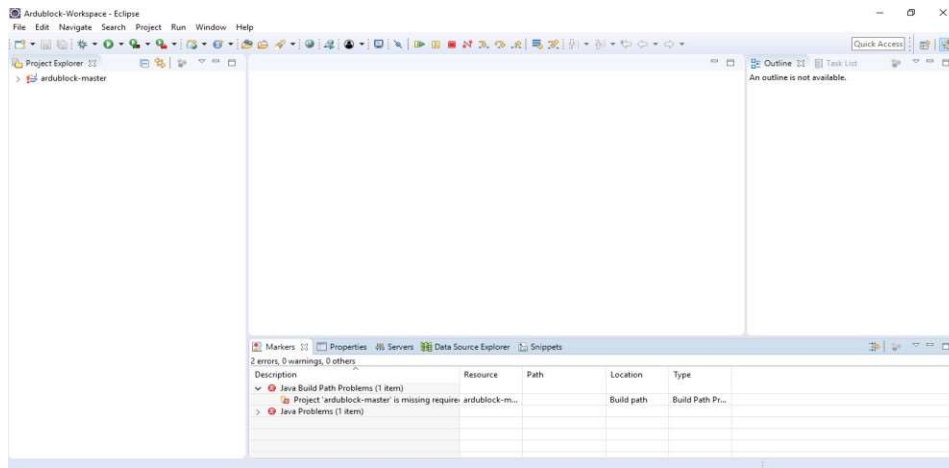 Ardublock-Workspace - Eclipse
File Edit Navigate Search Project Run Window Help
Quick Access
Project Explorer
ardublock-master
Outline Task List
An outline is not available.
Markers Properties Servers Data Source Explorer Snippets
2 errors, 0 warnings, 0 others
Description Resource Path Location Type
Java Build Path Problems (1 item)
Project 'ardublock-master' is missing require ardublock-m... Build path Build Path Pr...
Java Problems (1 item)